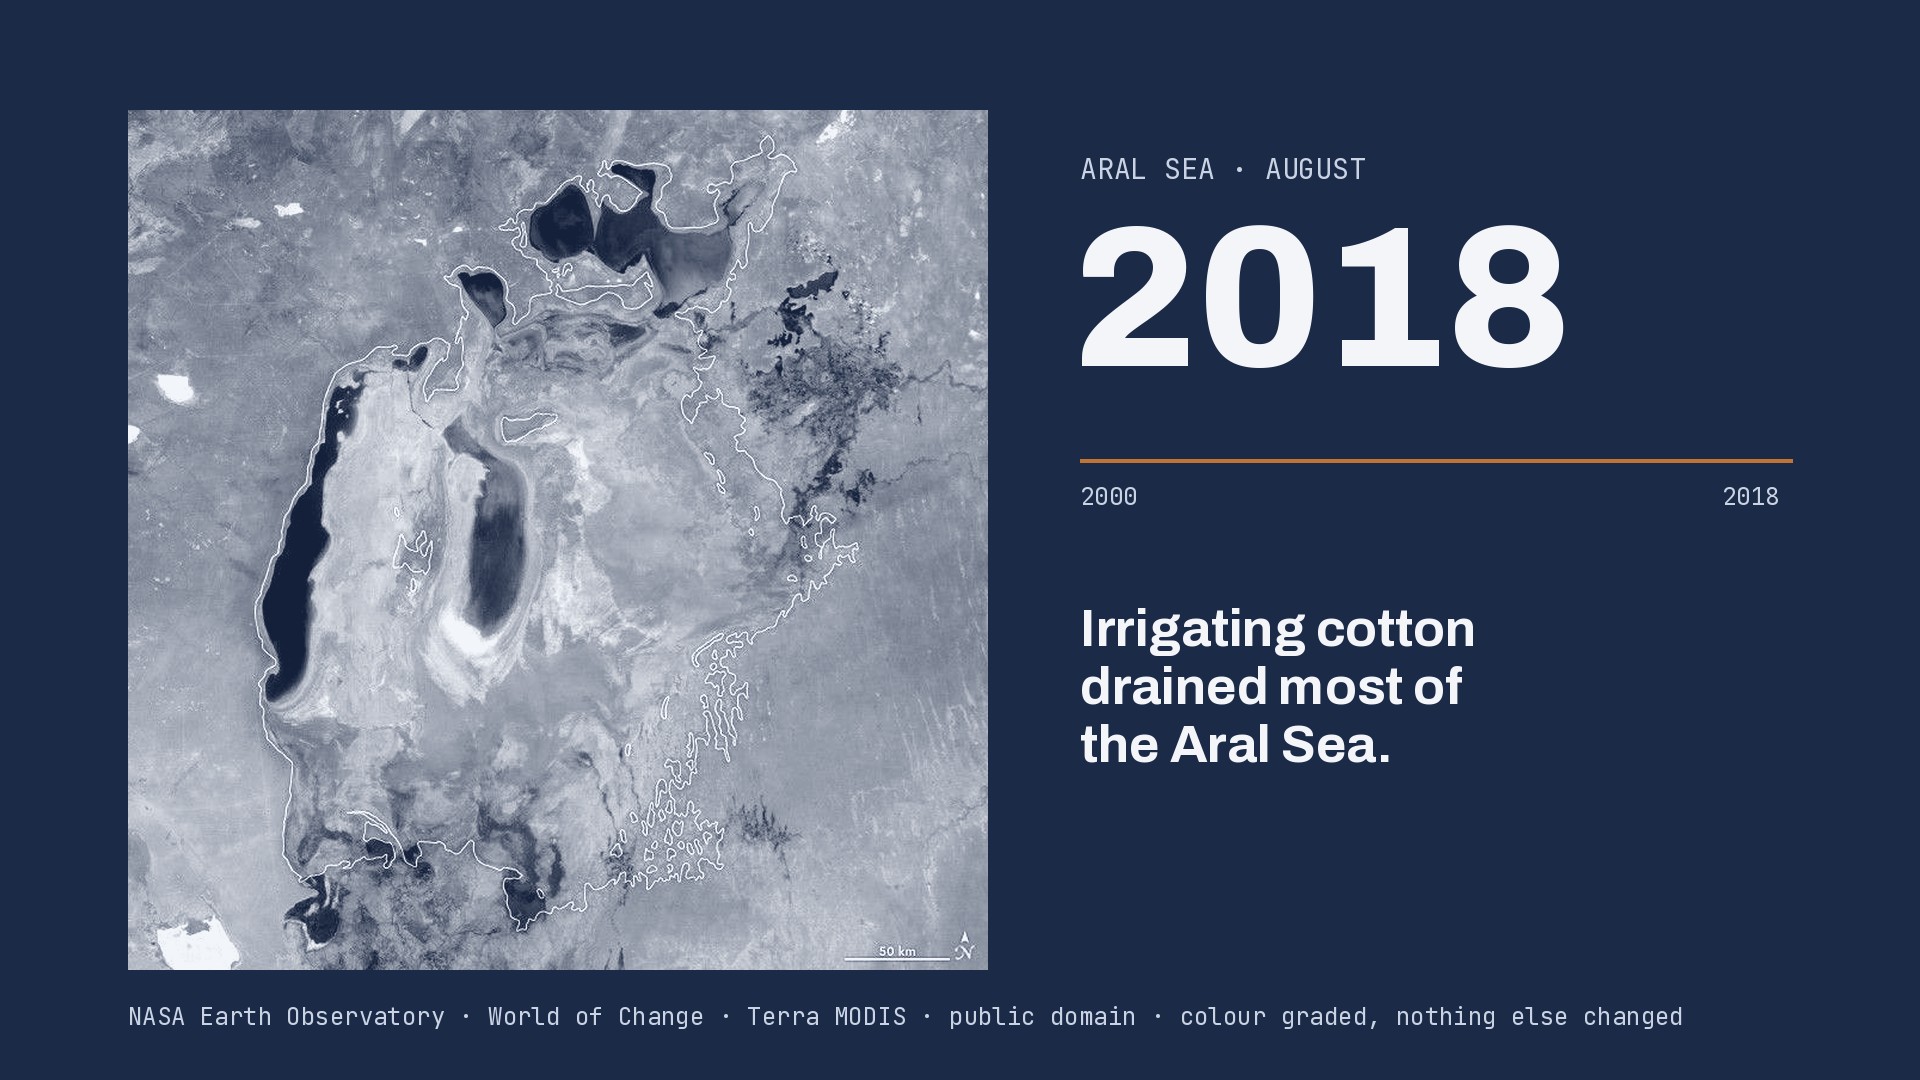 ARAL SEA · AUGUST
2018
2000
2018
Irrigating cotton
drained most of
the Aral Sea.
50 km
N
NASA Earth Observatory · World of Change · Terra MODIS · public domain · colour graded, nothing else changed